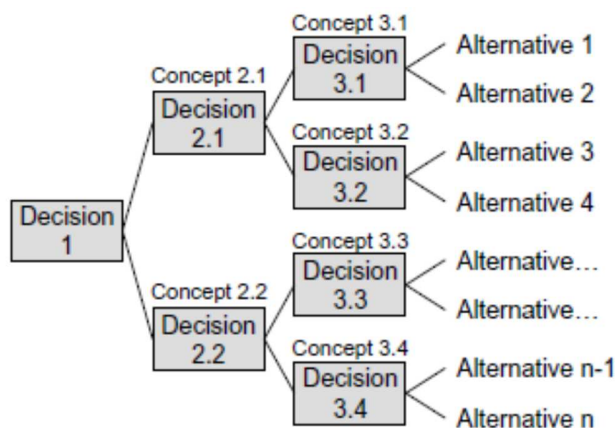 Concept 3.1
Decision
3.1
Alternative 1
Alternative 2
Concept 2.1
Decision
2.1
Concept 3.2
Decision
3.2
Alternative 3
Alternative 4
Decision
1
Concept 3.3
Decision
3.3
Alternative...
Alternative...
Concept 2.2
Decision
2.2
Concept 3.4
Decision
3.4
Alternative n-1
Alternative n